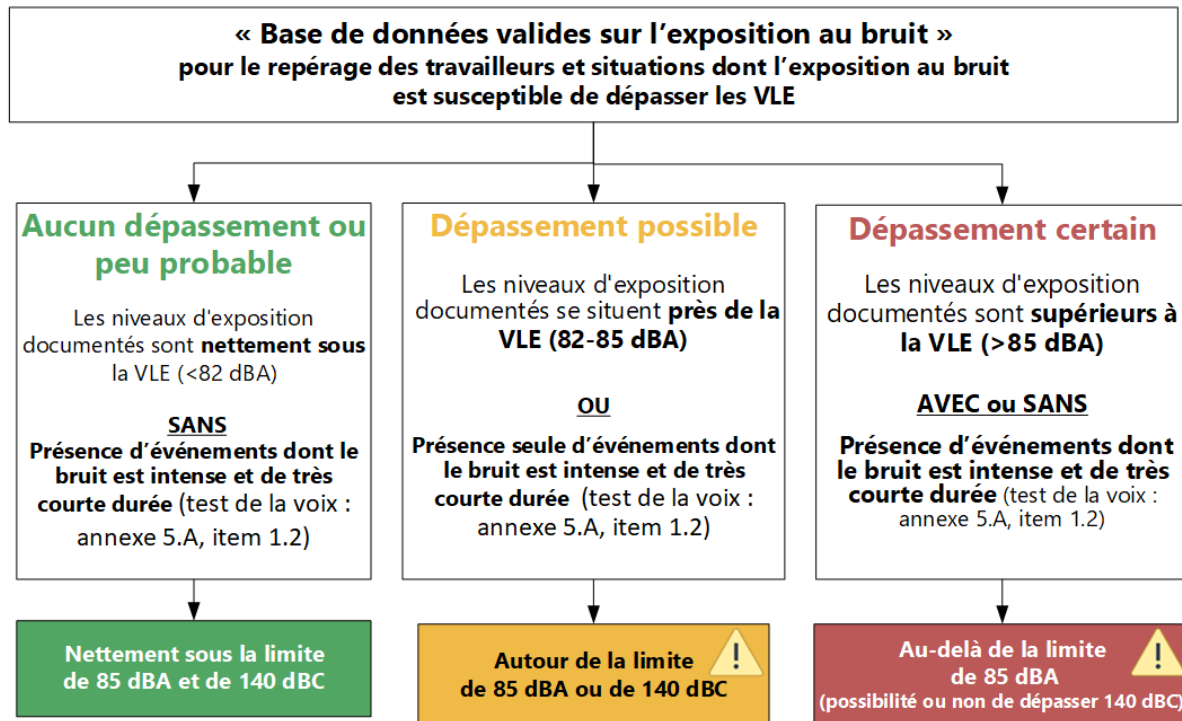 « Base de données valides sur l’exposition au bruit »
pour le repérage des travailleurs et situations dont l’exposition au bruit
est susceptible de dépasser les VLE
Aucun dépassement ou
peu probable
Les niveaux d'exposition
documentés sont nettement sous
la VLE (<82 dBA)
SANS
Présence d’événements dont le
bruit est intense et de très
courte durée (test de la voix :
annexe 5.A, item 1.2)
Nettement sous la limite
de 85 dBA et de 140 dBC
Dépassement possible
Les niveaux d'exposition
documentés se situent près de la
VLE (82-85 dBA)
OU
Présence seule d’événements dont
le bruit est intense et de très
courte durée (test de la voix :
annexe 5.A, item 1.2)
Autour de la limite
de 85 dBA ou de 140 dBC
Dépassement certain
Les niveaux d'exposition
documentés sont supérieurs à
la VLE (>85 dBA)
AVEC ou SANS
Présence d’événements dont
le bruit est intense et de très
courte durée (test de la voix :
annexe 5.A, item 1.2)
Au-delà de la limite
de 85 dBA
(possibilité ou non de dépasser 140 dBC)